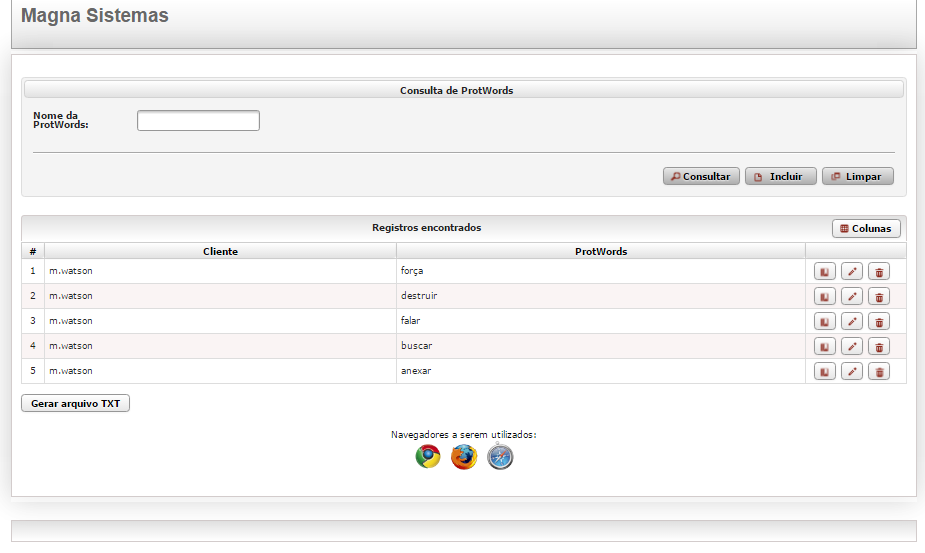 Magna Sistemas
Consulta de ProtWords
Nome da
ProtWords:
Consultar Incluir Limpar
Registros encontrados Colunas
# Cliente ProtWords
1 m.watson força
2 m.watson destruir
3 m.watson falar
4 m.watson buscar
5 m.watson anexar
Gerar arquivo TXT
Navegadores a serem utilizados: